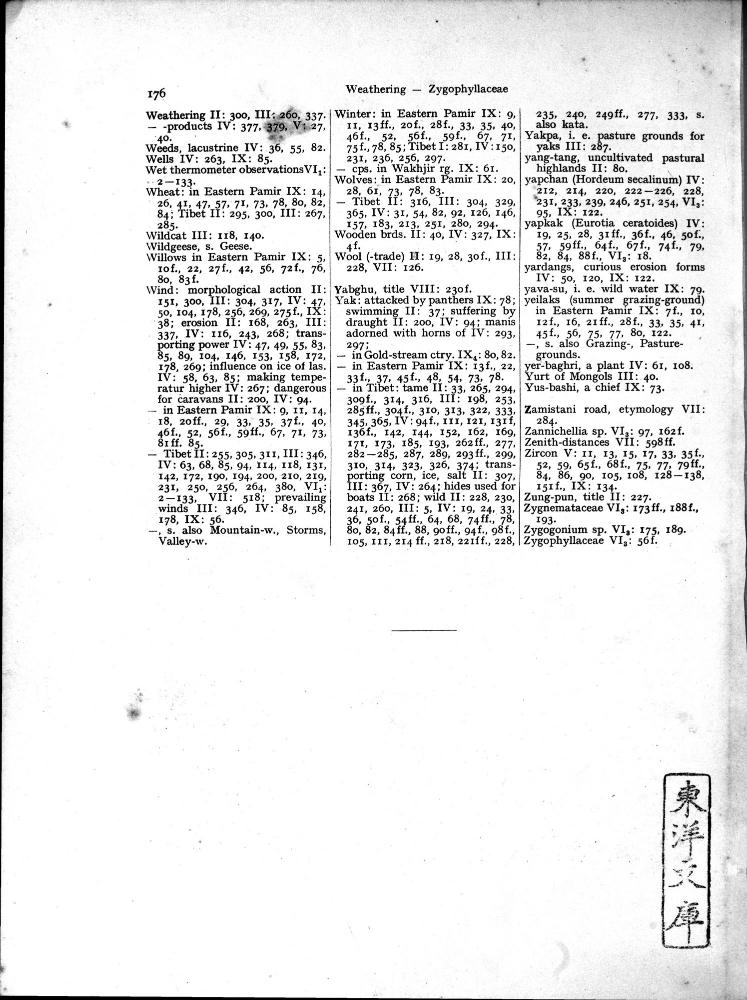 176
Weathering — Zygophyllaceae
Weathering II: 300, III: 260, 337.
— -products IV: 377, 379, V: 27,
40.
Weeds, lacustrine IV: 36, 55, 82.
Wells IV: 263, IX: 85.
Wet thermometer observations VI₁:
2—133.
Wheat: in Eastern Pamir IX: 14,
26, 41, 47, 57, 71, 73, 78, 80, 82,
84; Tibet II: 295, 300, III: 267,
285.
Wildcat III: 118, 140.
Wildgeese, s. Geese.
Willows in Eastern Pamir IX: 5,
10f., 22, 27f., 42, 56, 72f., 76,
80, 83f.
Wind: morphological action II:
151, 300, III: 304, 317, IV: 47,
50, 104, 178, 256, 269, 275f., IX:
38; erosion II: 168, 263, III:
337, IV: 116, 243, 268; trans-
porting power IV: 47, 49, 55, 83,
85, 89, 104, 146, 153, 158, 172,
178, 269; influence on ice of las.
IV: 58, 63, 85; making tempe-
ratur higher IV: 267; dangerous
for caravans II: 200, IV: 94.
— in Eastern Pamir IX: 9, 11, 14,
18, 20ff., 29, 33, 35, 37f., 40,
46f., 52, 56f., 59ff., 67, 71, 73,
81ff. 85.
— Tibet II: 255, 305, 311, III: 346,
IV: 63, 68, 85, 94, 114, 118, 131,
142, 172, 190, 194, 200, 210, 219,
231, 250, 256, 264, 380, VI₁:
2—133, VII: 518; prevailing
winds III: 346, IV: 85, 158,
178, IX: 56.
—, s. also Mountain-w., Storms,
Valley-w.
Winter: in Eastern Pamir IX: 9,
11, 13ff., 20f., 28f., 33, 35, 40,
46f., 52, 56f., 59f., 67, 71,
75f., 78, 85; Tibet I: 281, IV: 150,
231, 236, 256, 297.
— cps. in Wakhjir rg. IX: 61.
Wolves: in Eastern Pamir IX: 20,
28, 61, 73, 78, 83.
— Tibet II: 316, III: 304, 329,
365, IV: 31, 54, 82, 92, 126, 146,
157, 183, 213, 251, 280, 294.
Wooden brds. II: 40, IV: 327, IX:
4f.
Wool (-trade) II: 19, 28, 30f., III:
228, VII: 126.
Yabghu, title VIII: 230f.
Yak: attacked by panthers IX: 78;
swimming II: 37; suffering by
draught II: 200, IV: 94; manis
adorned with horns of IV: 293,
297;
— in Gold-stream ctry. IX₄: 80, 82.
— in Eastern Pamir IX: 13f., 22,
33f., 37, 45f., 48, 54, 73, 78.
— in Tibet: tame II: 33, 265, 294,
309f., 314, 316, III: 198, 253,
285ff., 304f., 310, 313, 322, 333,
345, 365, IV: 94f., 111, 121, 131f,
136f., 142, 144, 152, 162, 169,
171, 173, 185, 193, 262ff., 277,
282—285, 287, 289, 293ff., 299,
310, 314, 323, 326, 374; trans-
porting corn, ice, salt II: 307,
III: 367, IV: 264; hides used for
boats II: 268; wild II: 228, 230,
241, 260, III: 5, IV: 19, 24, 33,
36, 50f., 54ff., 64, 68, 74ff., 78,
80, 82, 84ff., 88, 90ff., 94f., 98f.,
105, 111, 214ff., 218, 221ff., 228,
235, 240, 249ff., 277, 333, s.
also kata.
Yakpa, i. e. pasture grounds for
yaks III: 287.
yang-tang, uncultivated pastural
highlands II: 80.
yapchan (Hordeum secalinum) IV:
212, 214, 220, 222—226, 228,
231, 233, 239, 246, 251, 254, VI₃:
95, IX: 122.
yapkak (Eurotia ceratoides) IV:
19, 25, 28, 31ff., 36f., 46, 50f.,
57, 59ff., 64f., 67f., 74f., 79,
82, 84, 88f., VI₃: 18.
yardangs, curious erosion forms
IV: 50, 120, IX: 122.
yava-su, i. e. wild water IX: 79.
yeilaks (summer grazing-ground)
in Eastern Pamir IX: 7f., 10,
12f., 16, 21ff., 28f., 33, 35, 41,
45f., 56, 75, 77, 80, 122.
—, s. also Grazing-, Pasture-
grounds.
yer-baghri, a plant IV: 61, 108.
Yurt of Mongols III: 40.
Yus-bashi, a chief IX: 73.
Zamistani road, etymology VII:
284.
Zannichellia sp. VI₃: 97, 162f.
Zenith-distances VII: 598ff.
Zircon V: 11, 13, 15, 17, 33, 35f.,
52, 59, 65f., 68f., 75, 77, 79ff.,
84, 86, 90, 105, 108, 128—138,
151f., IX: 134.
Zung-pun, title II: 227.
Zygnemataceae VI₃: 173ff., 188f.,
193.
Zygogonium sp. VI₃: 175, 189.
Zygophyllaceae VI₃: 56f.
東洋文庫